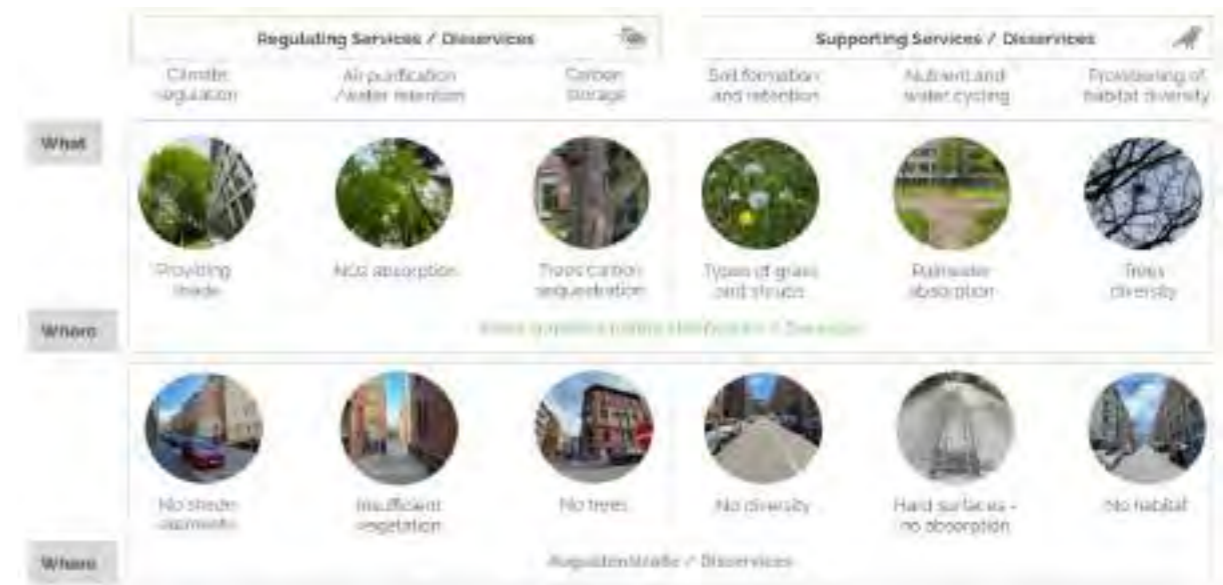 Regulating Services / Disservices
Supporting Services / Disservices
Climate
regulation
Air purification
/water retention
Carbon
storage
Soil formation
and retention
Nutrient and
water cycling
Provisioning of
habitat diversity
What
Providing
shade
NO2 absorption
Trees carbon
sequestration
Types of grass
and shrubs
Rainwater
absorption
Trees
diversity
Where
No shade
Insufficient
vegetation
No trees
No diversity
Hard surfaces -
no absorption
No habitat
Where
Augustenstraße / Disservices